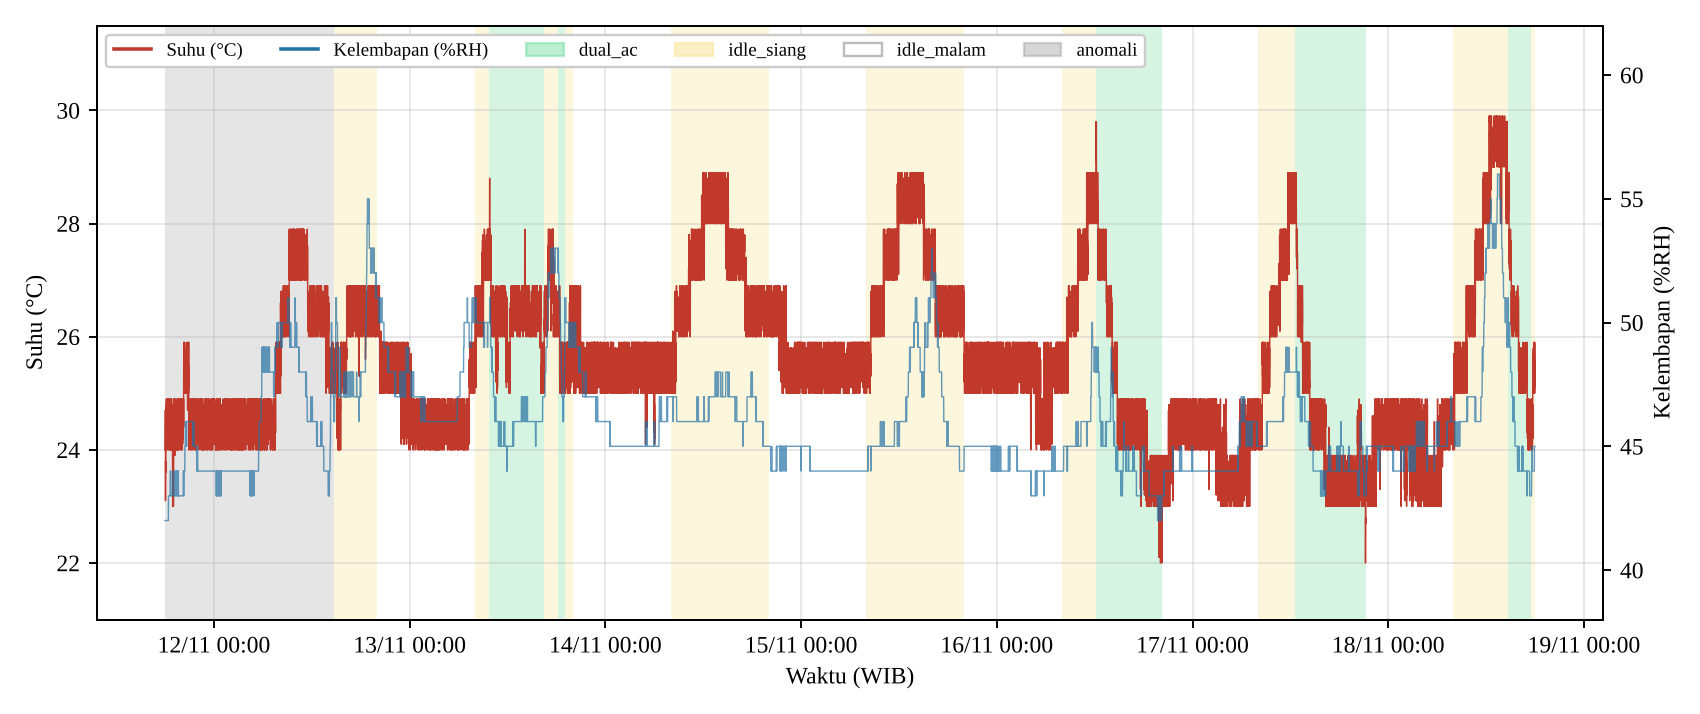 Suhu (°C) Kelembapan (%RH) dual_ac idle_siang idle_malam anomali
30
28
26
24
22
Suhu (°C)
60
55
50
45
40
Kelembapan (%RH)
12/11 00:00 13/11 00:00 14/11 00:00 15/11 00:00 16/11 00:00 17/11 00:00 18/11 00:00 19/11 00:00
Waktu (WIB)